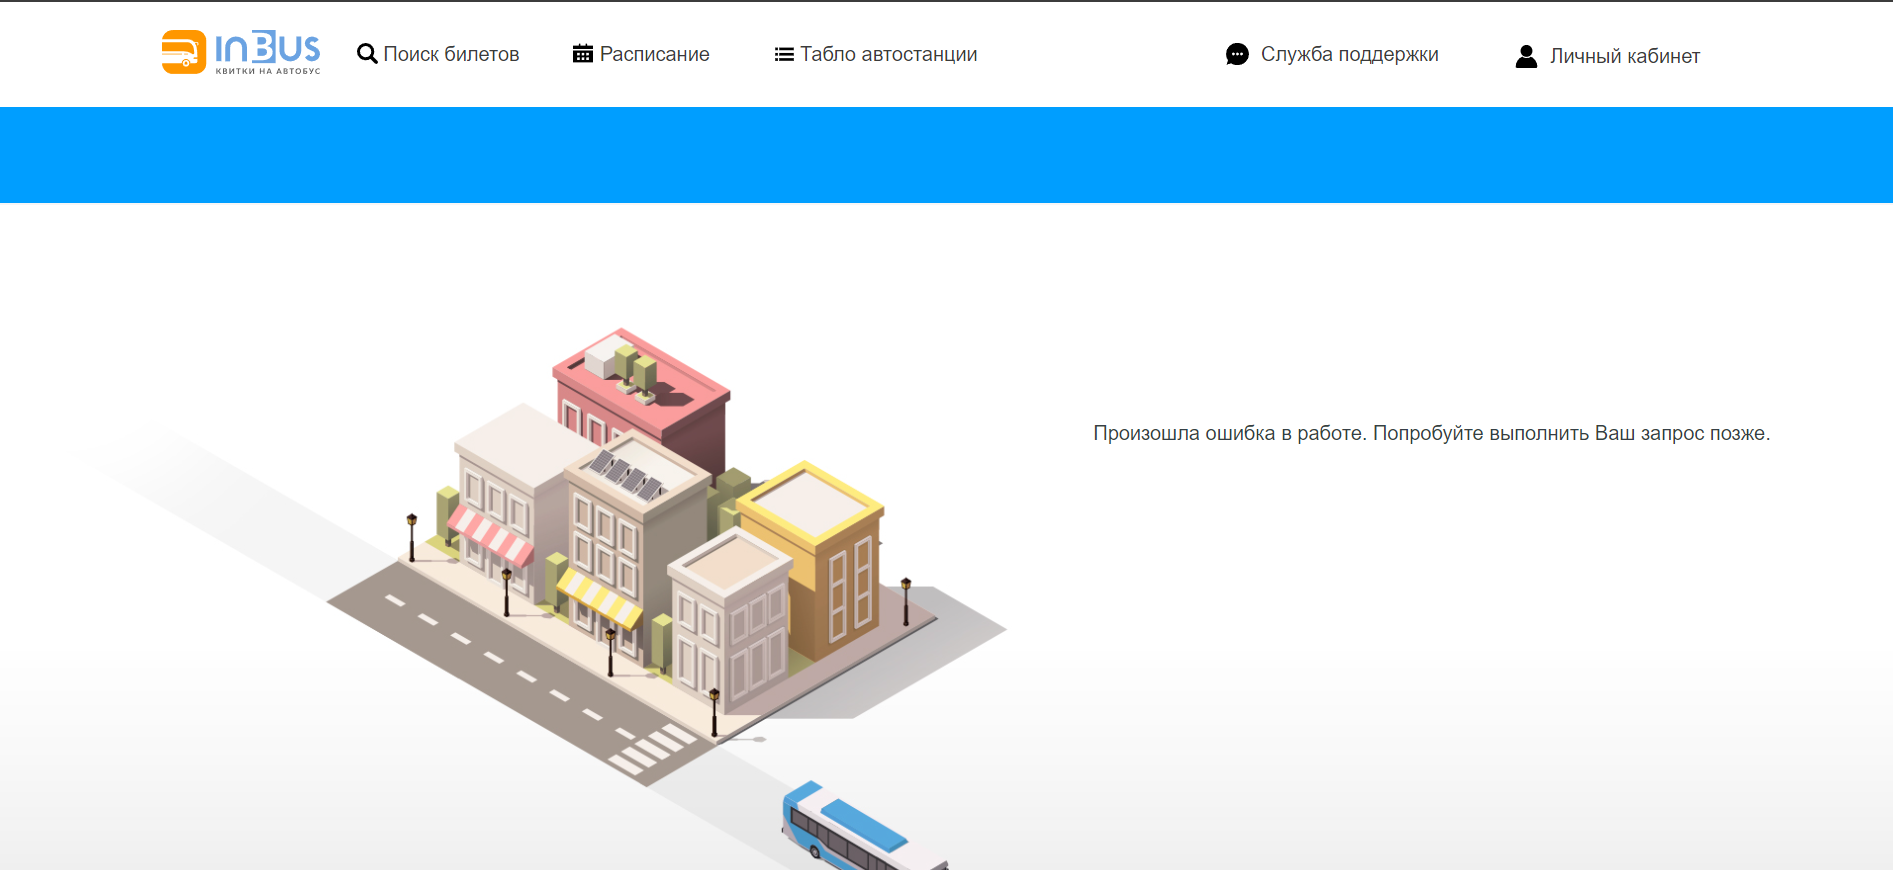 InBus
КВИТКИ НА АВТОБУС
Поиск билетов
Расписание
Табло автостанции
Служба поддержки
Личный кабинет
Произошла ошибка в работе. Попробуйте выполнить Ваш запрос позже.